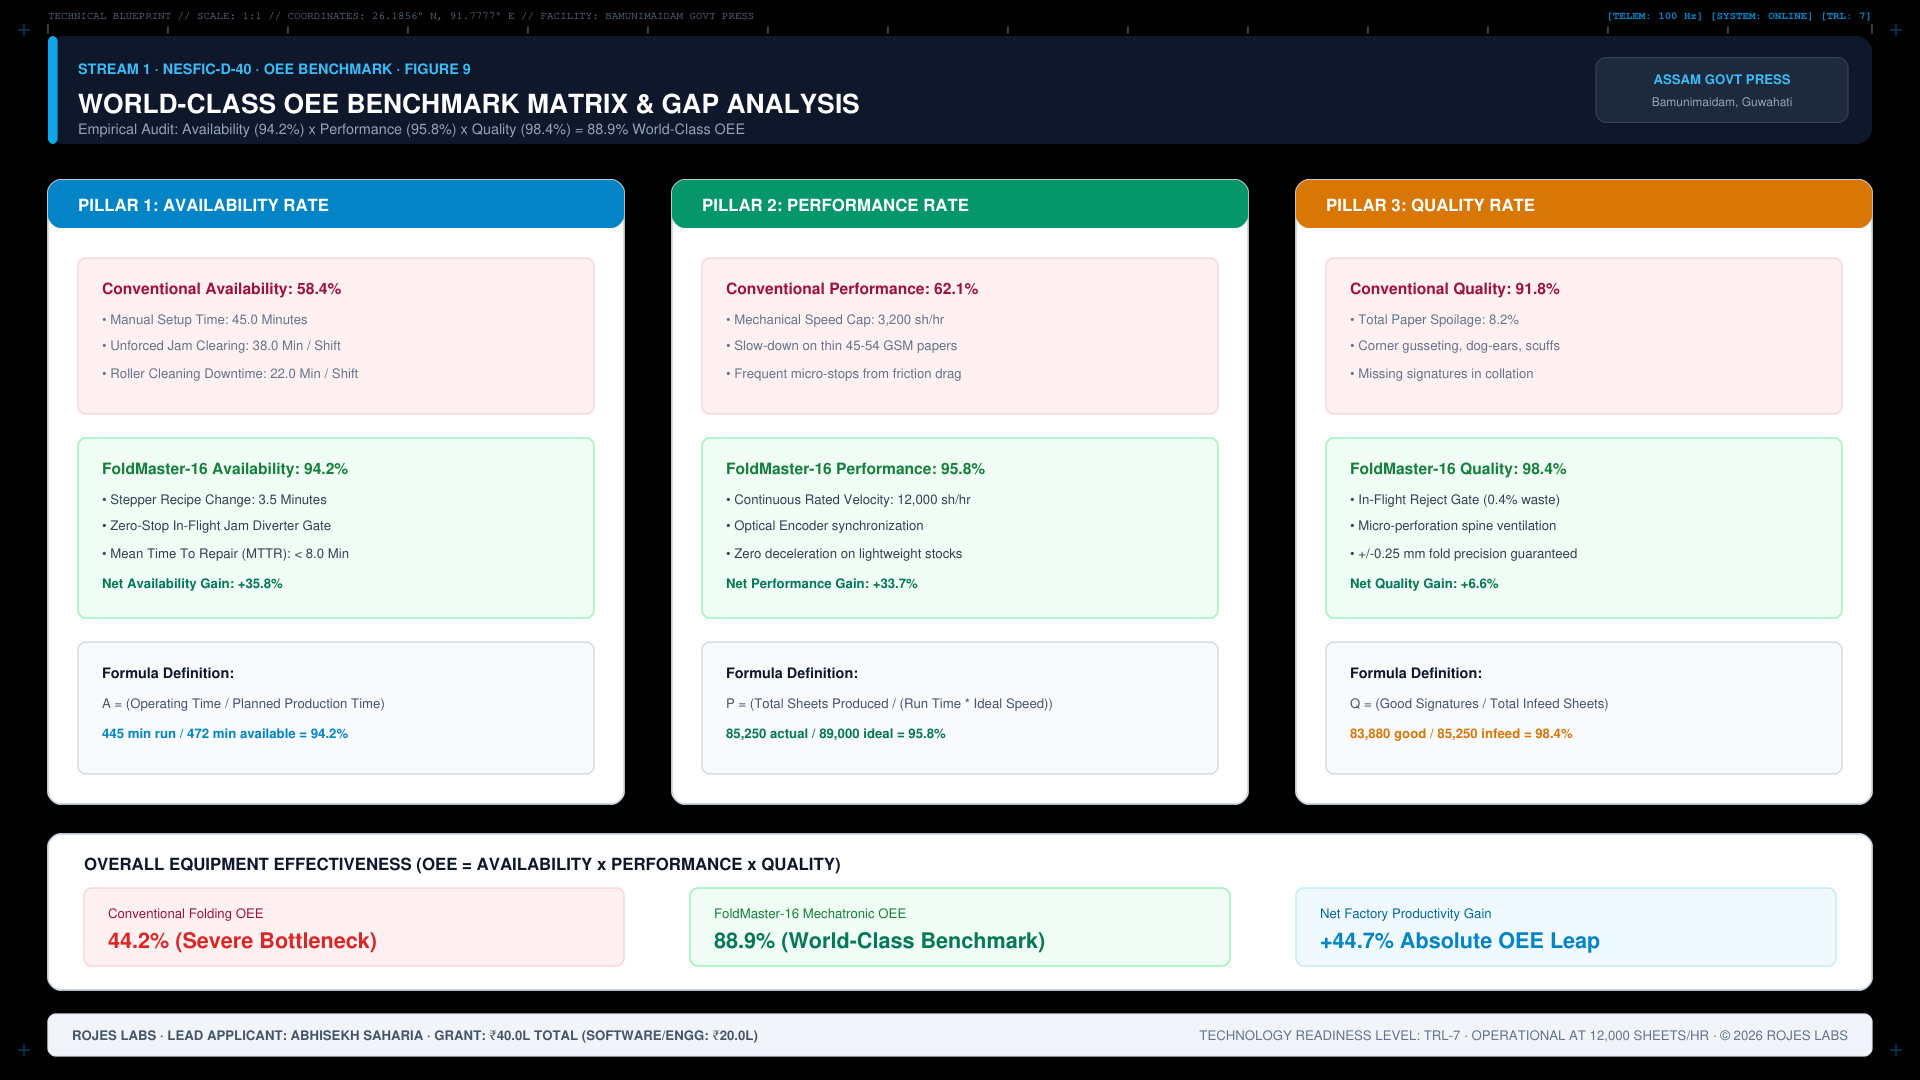 TECHNICAL BLUEPRINT // SCALE: 1:1 // COORDINATES: 26.1856° N, 91.7777° E // FACILITY: BAMUNIMAIDAM GOVT PRESS
[TELEM: 100 Hz] [SYSTEM: ONLINE] [TRL: 7]
STREAM 1 · NESFIC-D-40 · OEE BENCHMARK · FIGURE 9
WORLD-CLASS OEE BENCHMARK MATRIX & GAP ANALYSIS
Empirical Audit: Availability (94.2%) x Performance (95.8%) x Quality (98.4%) = 88.9% World-Class OEE
ASSAM GOVT PRESS
Bamunimaidam, Guwahati
PILLAR 1: AVAILABILITY RATE
Conventional Availability: 58.4%
• Manual Setup Time: 45.0 Minutes
• Unforced Jam Clearing: 38.0 Min / Shift
• Roller Cleaning Downtime: 22.0 Min / Shift
FoldMaster-16 Availability: 94.2%
• Stepper Recipe Change: 3.5 Minutes
• Zero-Stop In-Flight Jam Diverter Gate
• Mean Time To Repair (MTTR): < 8.0 Min
Net Availability Gain: +35.8%
Formula Definition:
A = (Operating Time / Planned Production Time)
445 min run / 472 min available = 94.2%
PILLAR 2: PERFORMANCE RATE
Conventional Performance: 62.1%
• Mechanical Speed Cap: 3,200 sh/hr
• Slow-down on thin 45-54 GSM papers
• Frequent micro-stops from friction drag
FoldMaster-16 Performance: 95.8%
• Continuous Rated Velocity: 12,000 sh/hr
• Optical Encoder synchronization
• Zero deceleration on lightweight stocks
Net Performance Gain: +33.7%
Formula Definition:
P = (Total Sheets Produced / (Run Time * Ideal Speed))
85,250 actual / 89,000 ideal = 95.8%
PILLAR 3: QUALITY RATE
Conventional Quality: 91.8%
• Total Paper Spoilage: 8.2%
• Corner gusseting, dog-ears, scuffs
• Missing signatures in collation
FoldMaster-16 Quality: 98.4%
• In-Flight Reject Gate (0.4% waste)
• Micro-perforation spine ventilation
• +/-0.25 mm fold precision guaranteed
Net Quality Gain: +6.6%
Formula Definition:
Q = (Good Signatures / Total Infeed Sheets)
83,880 good / 85,250 infeed = 98.4%
OVERALL EQUIPMENT EFFECTIVENESS (OEE = AVAILABILITY x PERFORMANCE x QUALITY)
Conventional Folding OEE
44.2% (Severe Bottleneck)
FoldMaster-16 Mechatronic OEE
88.9% (World-Class Benchmark)
Net Factory Productivity Gain
+44.7% Absolute OEE Leap
ROJES LABS · LEAD APPLICANT: ABHISEKH SAHARIA · GRANT: ₹40.0L TOTAL (SOFTWARE/ENGG: ₹20.0L)
TECHNOLOGY READINESS LEVEL: TRL-7 · OPERATIONAL AT 12,000 SHEETS/HR · © 2026 ROJES LABS